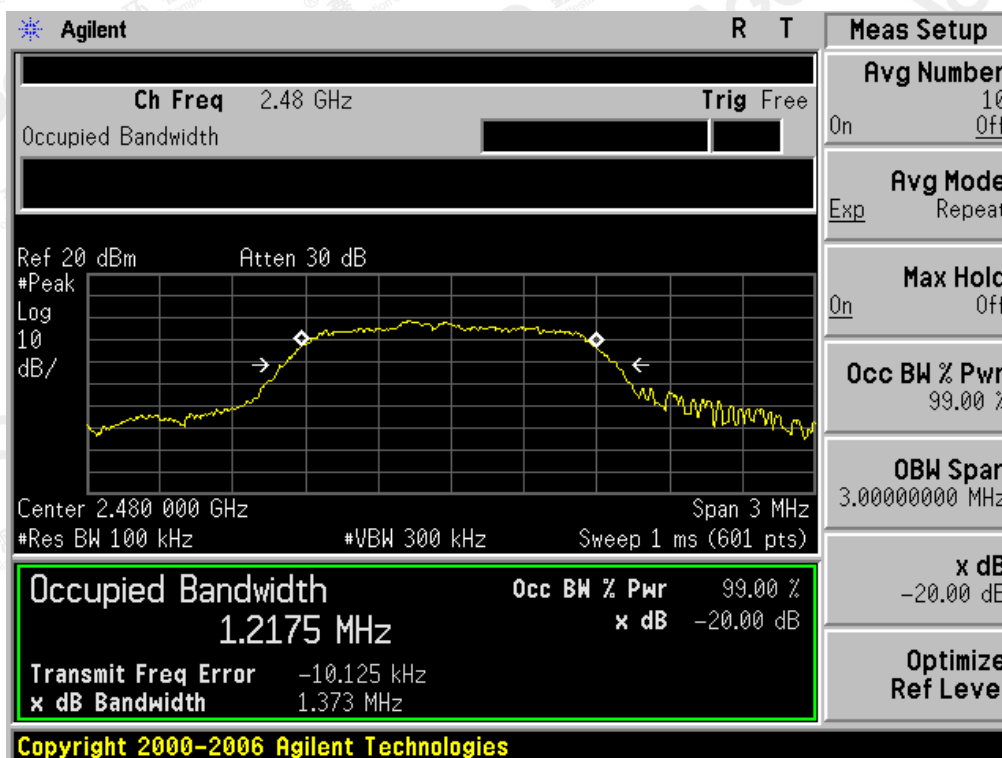 Agilent R T
Ch Freq 2.48 GHz Trig Free
Occupied Bandwidth
Ref 20 dBm Atten 30 dB
#Peak
Log
10
dB/
Center 2.480 000 GHz Span 3 MHz
#Res BW 100 kHz #VBW 300 kHz Sweep 1 ms (601 pts)
Occupied Bandwidth Occ BW % Pwr 99.00 %
1.2175 MHz x dB -20.00 dB
Transmit Freq Error -10.125 kHz
x dB Bandwidth 1.373 MHz
Copyright 2000-2006 Agilent Technologies
Meas Setup
Avg Number
10
On Off
Avg Mode
Exp Repeat
Max Hold
On Off
Occ BW % Pwr
99.00 %
OBW Span
3.00000000 MHz
x dB
-20.00 dB
Optimize
Ref Level